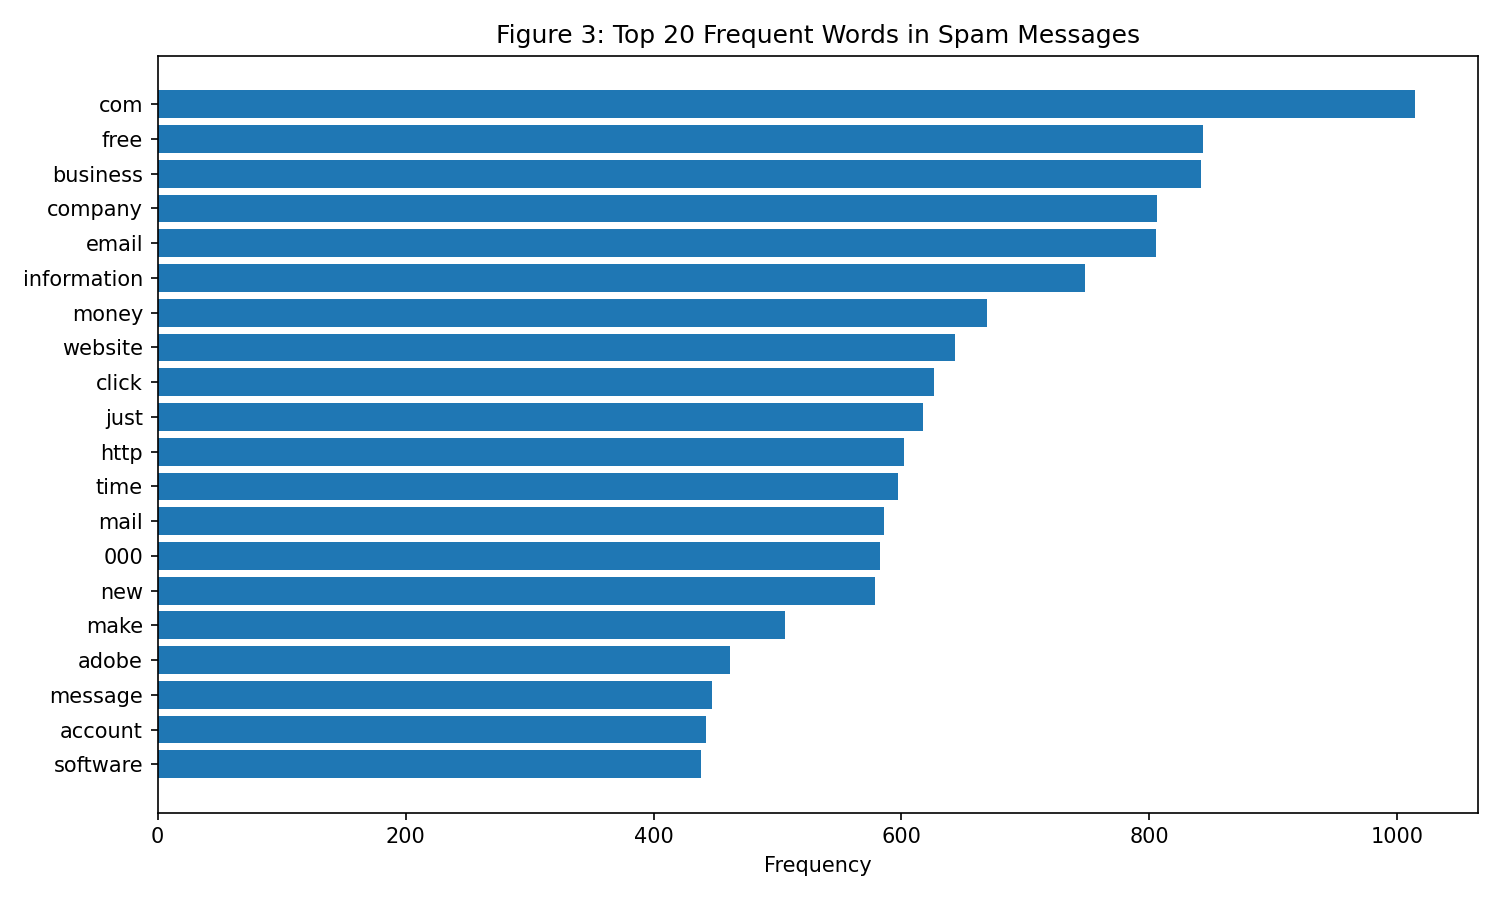 Figure 3: Top 20 Frequent Words in Spam Messages
com
free
business
company
email
information
money
website
click
just
http
time
mail
000
new
make
adobe
message
account
software
0 200 400 600 800 1000
Frequency